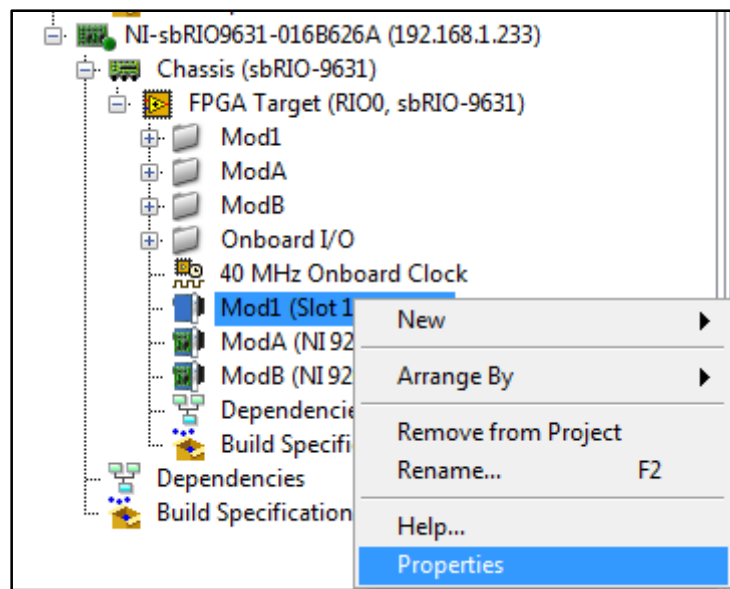 NI-sbRIO9631-016B626A (192.168.1.233)
Chassis (sbRIO-9631)
FPGA Target (RIO0, sbRIO-9631)
Mod1
ModA
ModB
Onboard I/O
40 MHz Onboard Clock
Mod1 (Slot 1
ModA (NI 92
ModB (NI 92
Dependencie
Build Specifi
Dependencies
Build Specification
New
Arrange By
Remove from Project
Rename... F2
Help...
Properties